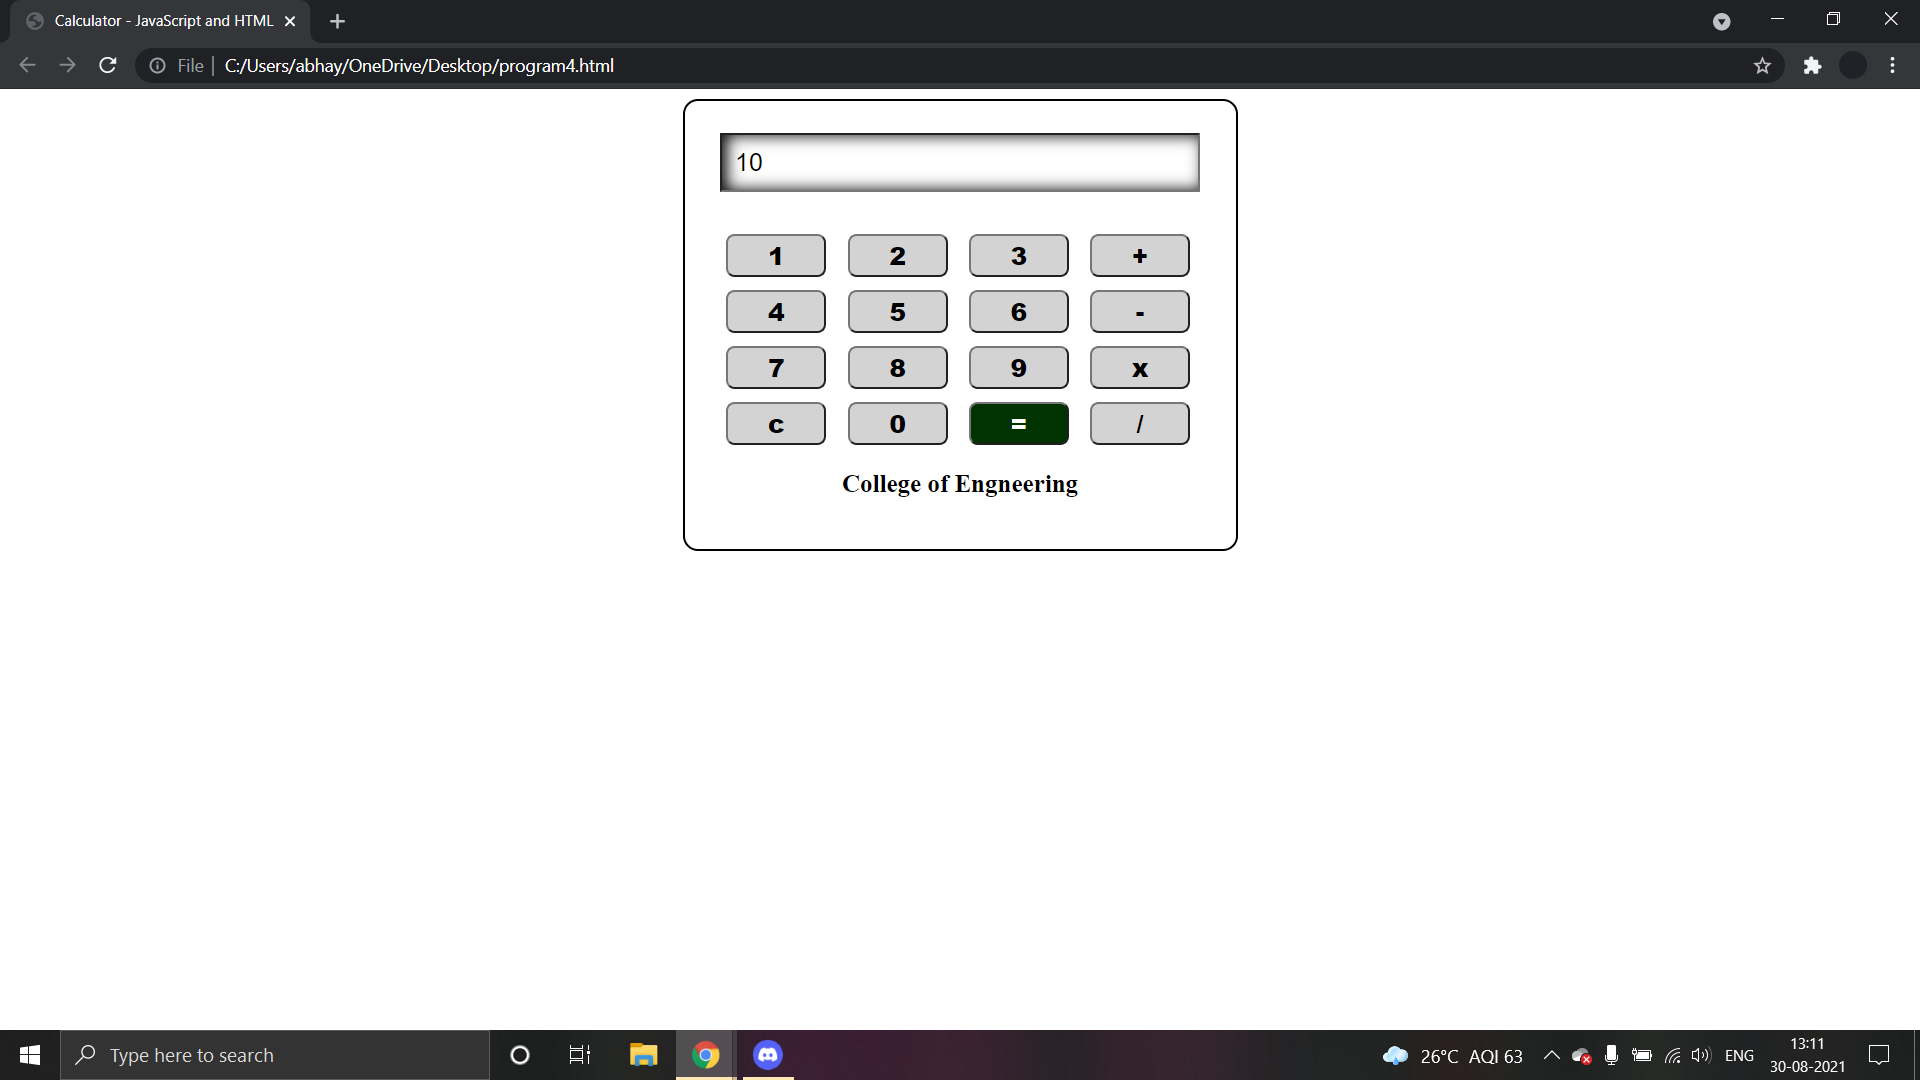 Calculator - JavaScript and HTML
File | C:/Users/abhay/OneDrive/Desktop/program4.html
10
1 2 3 +
4 5 6 -
7 8 9 x
c 0 = /
College of Engneering
Type here to search
26°C AQI 63
ENG
13:11
30-08-2021